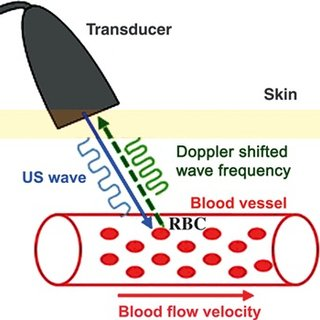 Transducer
Skin
Doppler shifted
wave frequency
US wave
Blood vessel
RBC
Blood flow velocity